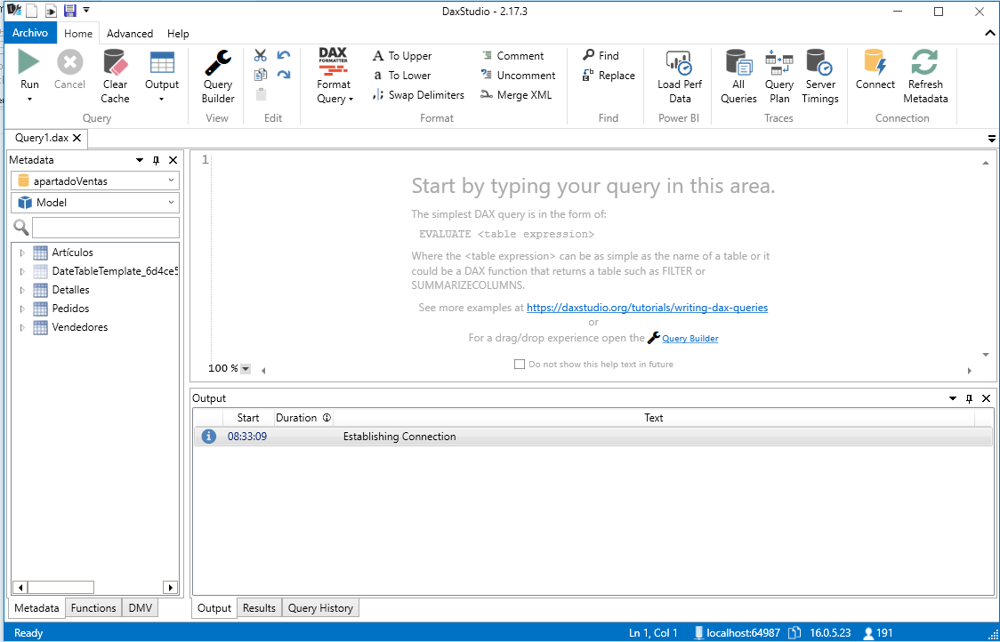 DaxStudio - 2.17.3
Archivo Home Advanced Help
Run Cancel Clear Cache Output
Query
Query Builder
View
Edit
DAX FORMATTER
Format Query
A To Upper
a To Lower
Swap Delimiters
Comment
Uncomment
Merge XML
Format
Find
Replace
Find
Load Perf Data
Power BI
All Queries Query Plan Server Timings
Traces
Connect Refresh Metadata
Connection
Query1.dax
Metadata
apartadoVentas
Model
Artículos
DateTableTemplate_6d4ce5
Detalles
Pedidos
Vendedores
Metadata Functions DMV
1
Start by typing your query in this area.
The simplest DAX query is in the form of:
EVALUATE <table expression>
Where the <table expression> can be as simple as the name of a table or it
could be a DAX function that returns a table such as FILTER or
SUMMARIZECOLUMNS.
See more examples at https://daxstudio.org/tutorials/writing-dax-queries
or
For a drag/drop experience open the Query Builder
Do not show this help text in future
100 %
Output
Start Duration Text
08:33:09 Establishing Connection
Output Results Query History
Ready Ln 1, Col 1 localhost:64987 16.0.5.23 191